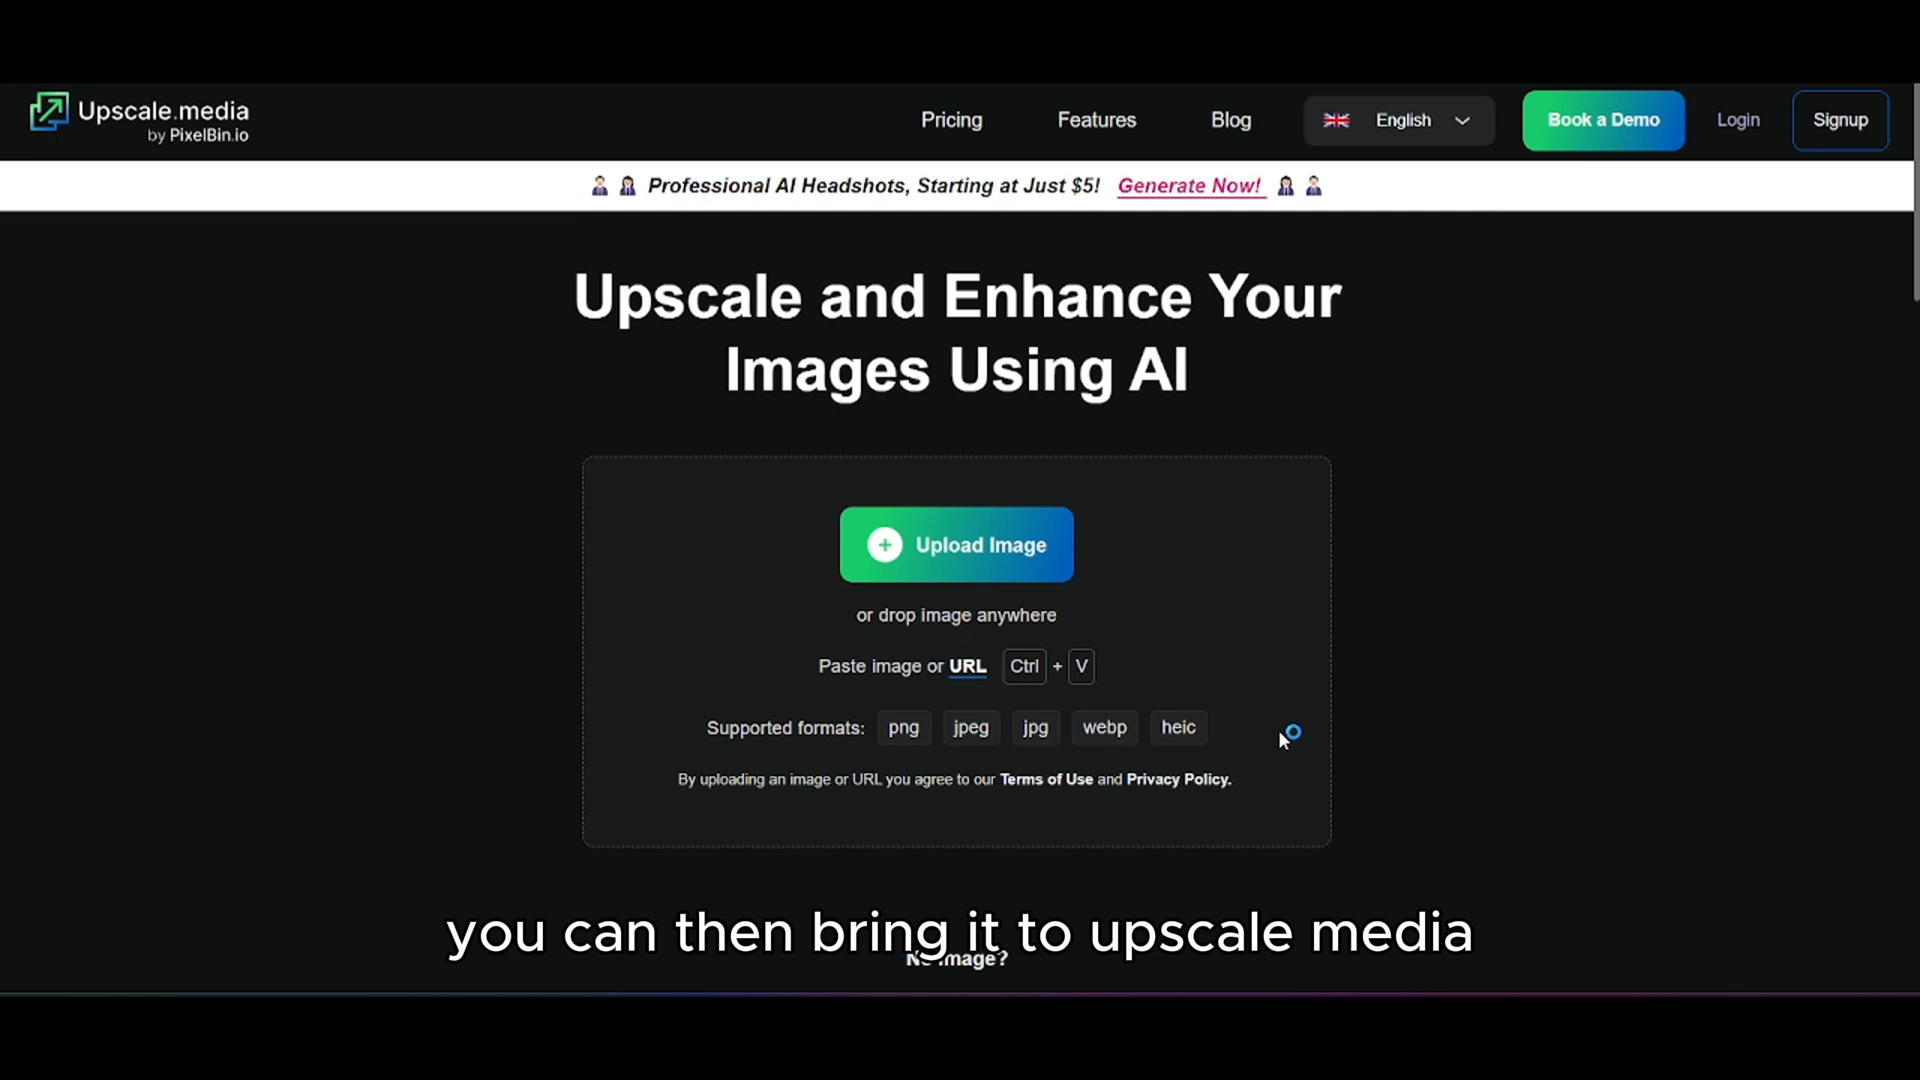 Upscale.media
by PixelBin.io
Pricing
Features
Blog
English
Book a Demo
Login
Signup
Professional AI Headshots, Starting at Just $5! Generate Now!
Upscale and Enhance Your
Images Using AI
+ Upload Image
or drop image anywhere
Paste image or URL Ctrl + V
Supported formats: png jpeg jpg webp heic
By uploading an image or URL you agree to our Terms of Use and Privacy Policy.
you can then bring it to upscale media
No image?